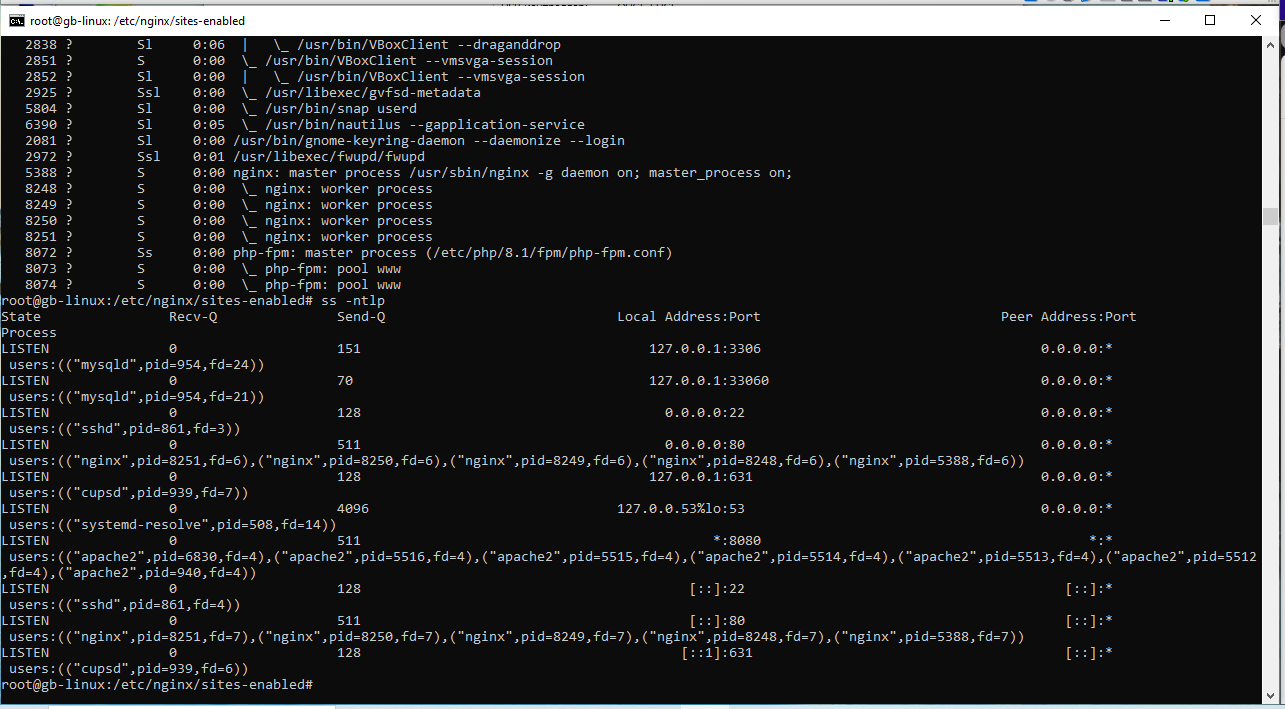 root@gb-linux: /etc/nginx/sites-enabled
2838 ?        Sl     0:06  |   \_ /usr/bin/VBoxClient --draganddrop
2851 ?        S      0:00  \_ /usr/bin/VBoxClient --vmsvga-session
2852 ?        Sl     0:00  |   \_ /usr/bin/VBoxClient --vmsvga-session
2925 ?        Ssl    0:00  \_ /usr/libexec/gvfsd-metadata
5804 ?        Sl     0:00  \_ /usr/bin/snap userd
6390 ?        Sl     0:05  \_ /usr/bin/nautilus --gapplication-service
2081 ?        Sl     0:00 /usr/bin/gnome-keyring-daemon --daemonize --login
2972 ?        Ssl    0:01 /usr/libexec/fwupd/fwupd
5388 ?        S      0:00 nginx: master process /usr/sbin/nginx -g daemon on; master_process on;
8248 ?        S      0:00  \_ nginx: worker process
8249 ?        S      0:00  \_ nginx: worker process
8250 ?        S      0:00  \_ nginx: worker process
8251 ?        S      0:00  \_ nginx: worker process
8072 ?        Ss     0:00 php-fpm: master process (/etc/php/8.1/fpm/php-fpm.conf)
8073 ?        S      0:00  \_ php-fpm: pool www
8074 ?        S      0:00  \_ php-fpm: pool www
root@gb-linux:/etc/nginx/sites-enabled# ss -ntlp
State Recv-Q Send-Q Local Address:Port Peer Address:Port
Process
LISTEN 0 151 127.0.0.1:3306 0.0.0.0:*
users:(("mysqld",pid=954,fd=24))
LISTEN 0 70 127.0.0.1:33060 0.0.0.0:*
users:(("mysqld",pid=954,fd=21))
LISTEN 0 128 0.0.0.0:22 0.0.0.0:*
users:(("sshd",pid=861,fd=3))
LISTEN 0 511 0.0.0.0:80 0.0.0.0:*
users:(("nginx",pid=8251,fd=6),("nginx",pid=8250,fd=6),("nginx",pid=8249,fd=6),("nginx",pid=8248,fd=6),("nginx",pid=5388,fd=6))
LISTEN 0 128 127.0.0.1:631 0.0.0.0:*
users:(("cupsd",pid=939,fd=7))
LISTEN 0 4096 127.0.0.53%lo:53 0.0.0.0:*
users:(("systemd-resolve",pid=508,fd=14))
LISTEN 0 511 *:8080 *:*
users:(("apache2",pid=6830,fd=4),("apache2",pid=5516,fd=4),("apache2",pid=5515,fd=4),("apache2",pid=5514,fd=4),("apache2",pid=5513,fd=4),("apache2",pid=5512
,fd=4),("apache2",pid=940,fd=4))
LISTEN 0 128 [::]:22 [::]:*
users:(("sshd",pid=861,fd=4))
LISTEN 0 511 [::]:80 [::]:*
users:(("nginx",pid=8251,fd=7),("nginx",pid=8250,fd=7),("nginx",pid=8249,fd=7),("nginx",pid=8248,fd=7),("nginx",pid=5388,fd=7))
LISTEN 0 128 [::1]:631 [::]:*
users:(("cupsd",pid=939,fd=6))
root@gb-linux:/etc/nginx/sites-enabled#